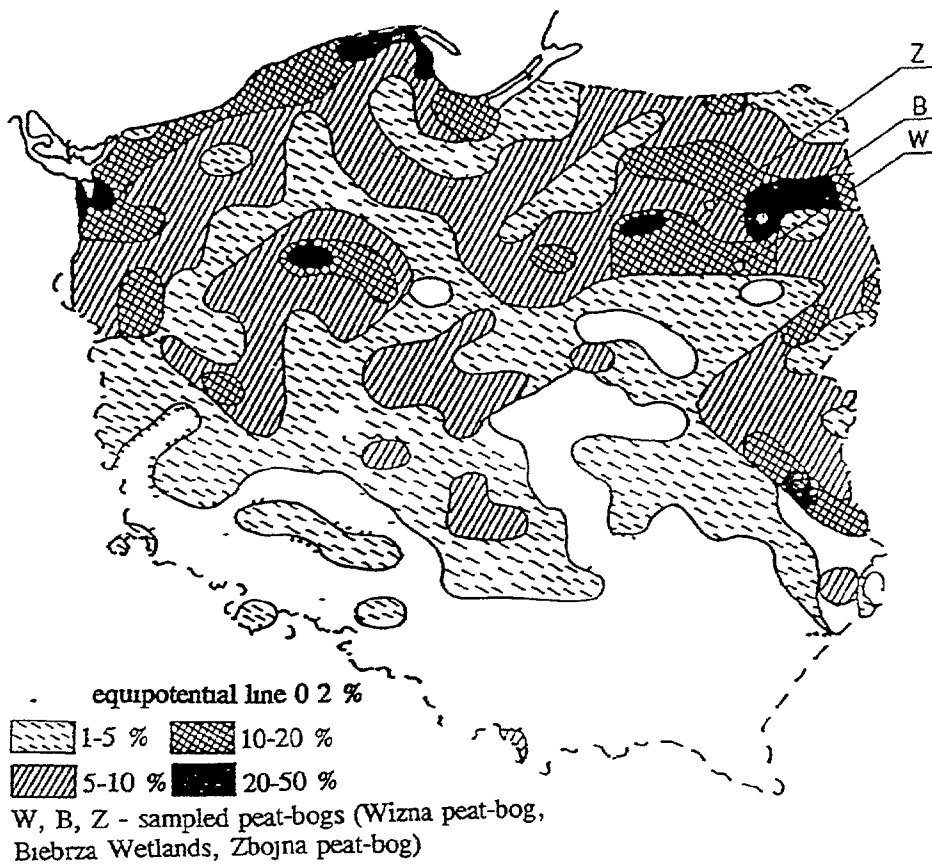 Z
B
W
equipotential line 0 2 %
1-5 % 10-20 %
5-10 % 20-50 %
W, B, Z - sampled peat-bogs (Wizna peat-bog,
Biebrza Wetlands, Zbojna peat-bog)